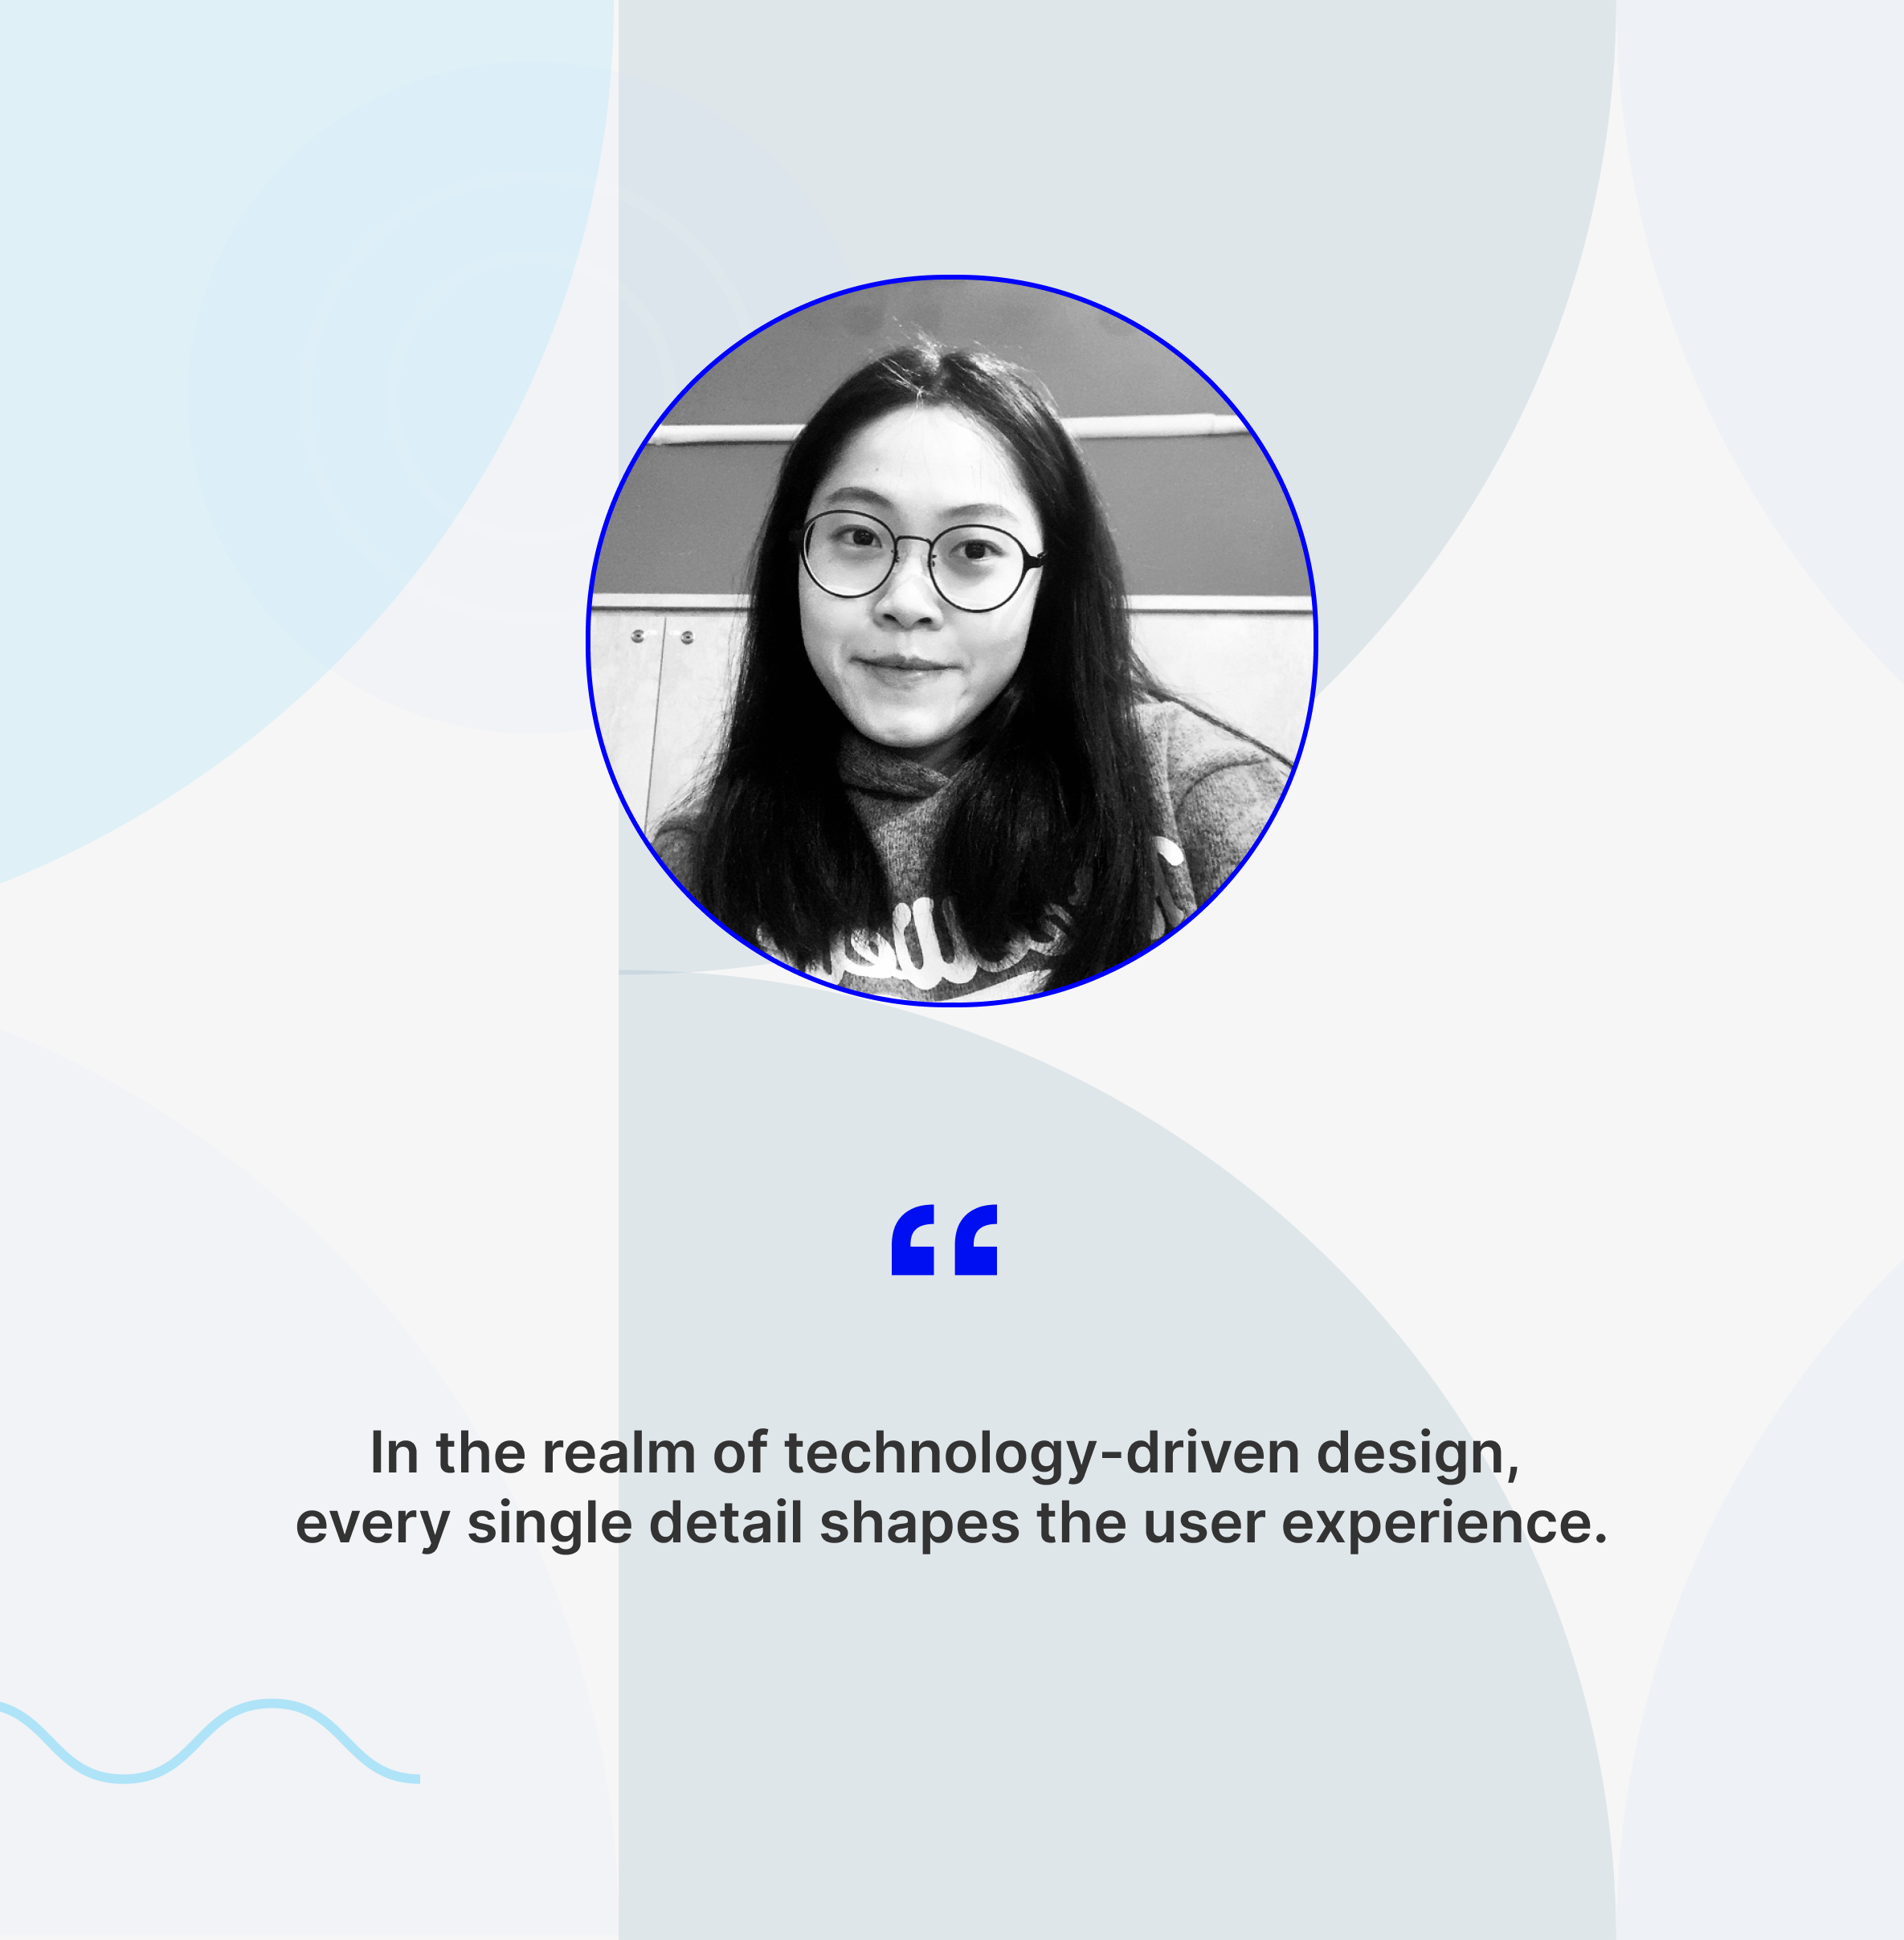 In the realm of technology-driven design,
every single detail shapes the user experience.